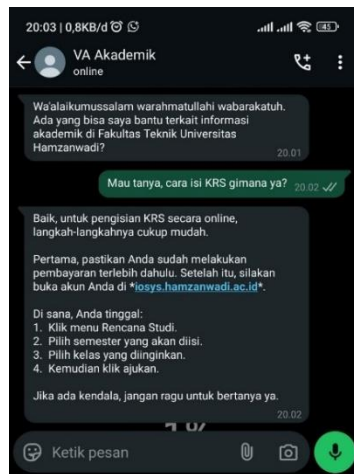 20:03 | 0,8KB/d
45
VA Akademik
online
Wa'alaikumussalam warahmatullahi wabarakatuh.
Ada yang bisa saya bantu terkait informasi
akademik di Fakultas Teknik Universitas
Hamzanwadi?
20.01
Mau tanya, cara isi KRS gimana ya? 20.02
Baik, untuk pengisian KRS secara online,
langkah-langkahnya cukup mudah.
Pertama, pastikan Anda sudah melakukan
pembayaran terlebih dahulu. Setelah itu, silakan
buka akun Anda di *iosys.hamzanwadi.ac.id*.
Di sana, Anda tinggal:
1. Klik menu Rencana Studi.
2. Pilih semester yang akan diisi.
3. Pilih kelas yang diinginkan.
4. Kemudian klik ajukan.
Jika ada kendala, jangan ragu untuk bertanya ya.
20.02
Ketik pesan